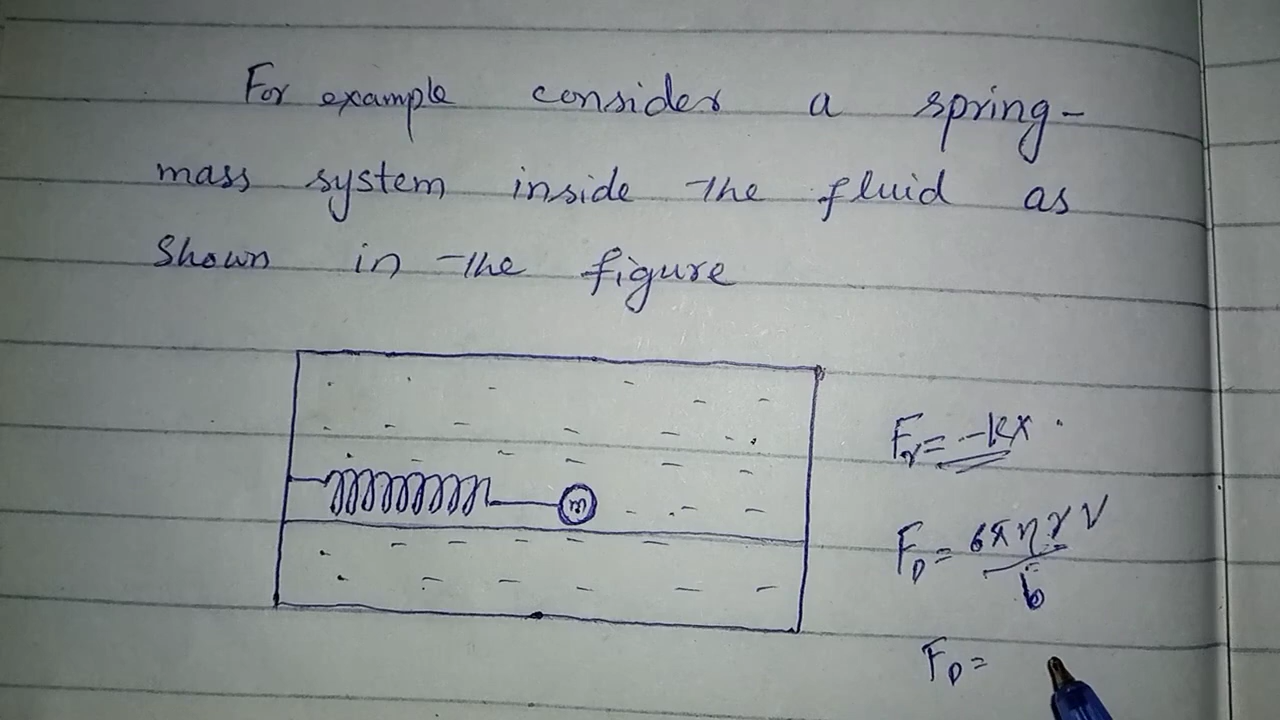 For example consider a spring-
mass system inside the fluid as
shown in the figure
m
Fr = -kx
FD = 6πηrv
b
FD =